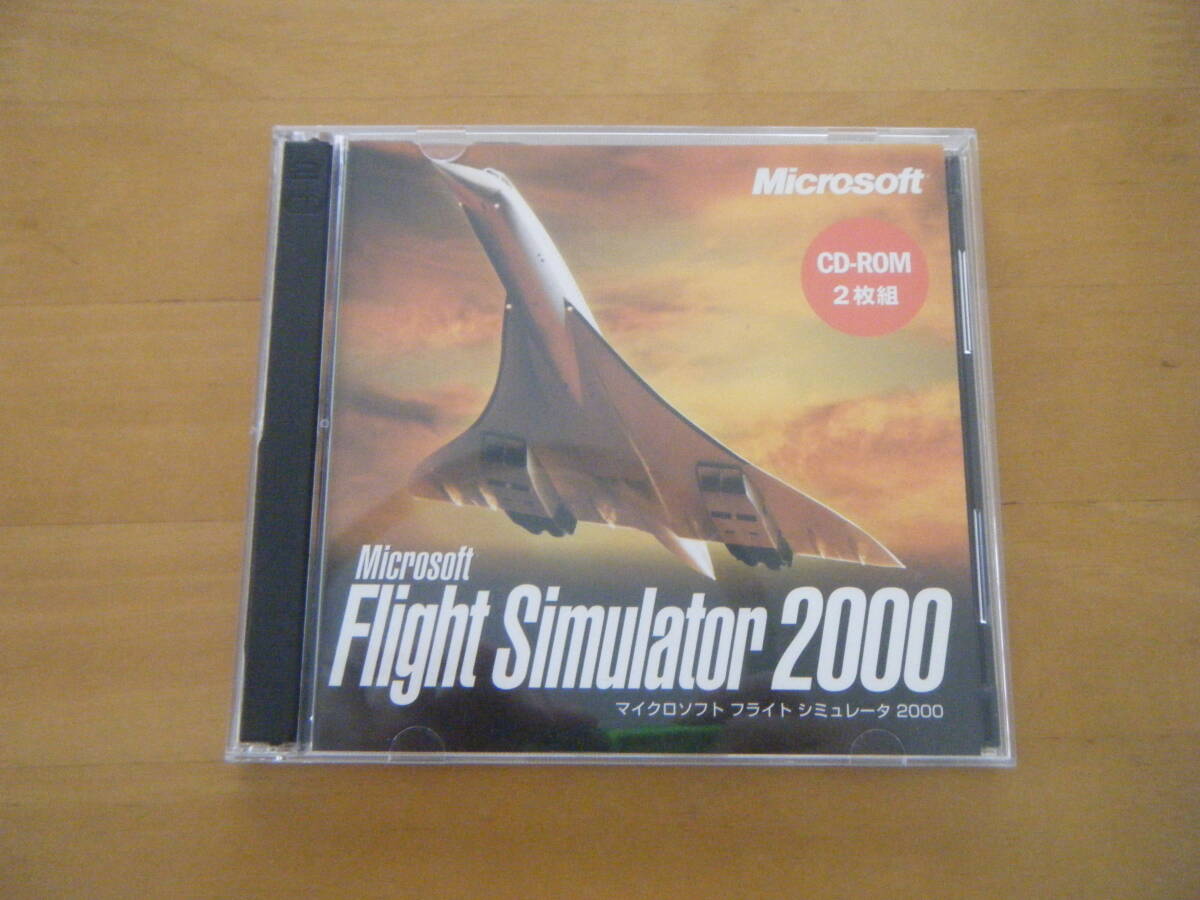 Microsoft
CD-ROM
2枚組
Microsoft
Flight Simulator 2000
マイクロソフト フライト シミュレータ 2000